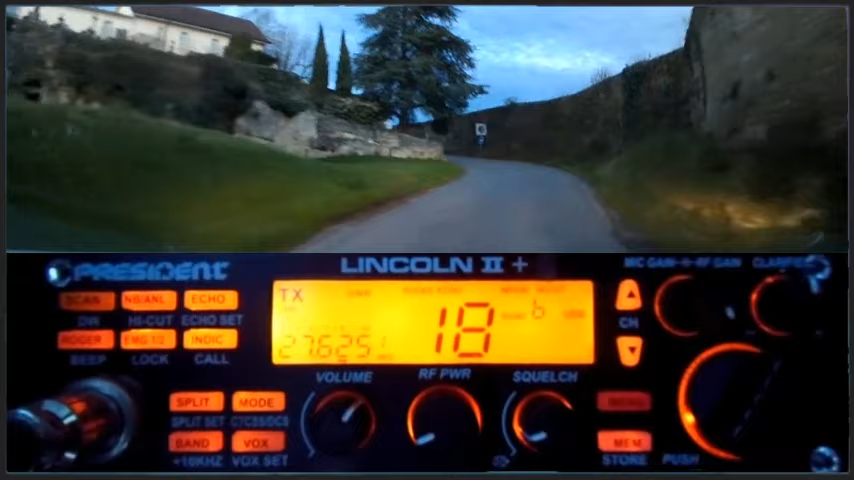 PRESIDENT
LINCOLN II +
MIC GAIN RF GAIN
CLARIFIER
SCAN NB/ANL ECHO
DW HI-CUT ECHO SET
ROGER EMG 1/2 INDIC
BEEP LOCK CALL
TX
18
6
27.625
CH
VOLUME RF PWR SQUELCH
SPLIT MODE
SPLIT SET
MENU
BAND VOX
+10KHZ VOX SET
MEM
STORE PUSH